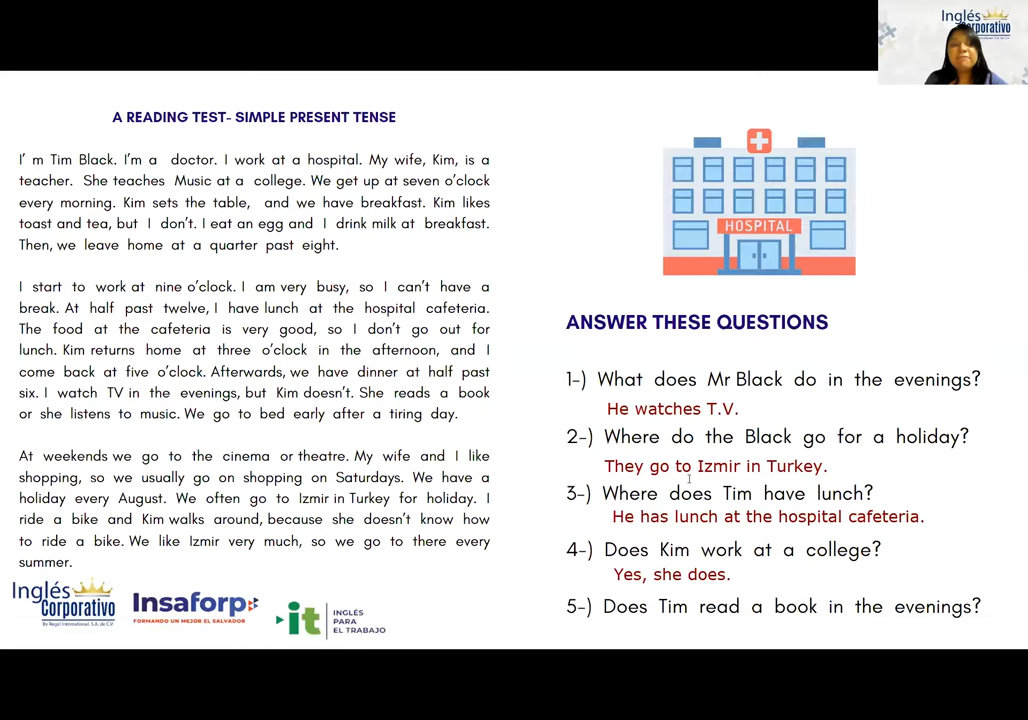 Inglés
Corporativo
A READING TEST- SIMPLE PRESENT TENSE
I' m Tim Black. I'm a doctor. I work at a hospital. My wife, Kim, is a
teacher. She teaches Music at a college. We get up at seven o'clock
every morning. Kim sets the table, and we have breakfast. Kim likes
toast and tea, but I don't. I eat an egg and I drink milk at breakfast.
Then, we leave home at a quarter past eight.
I start to work at nine o'clock. I am very busy, so I can't have a
break. At half past twelve, I have lunch at the hospital cafeteria.
The food at the cafeteria is very good, so I don't go out for
lunch. Kim returns home at three o'clock in the afternoon, and I
come back at five o'clock. Afterwards, we have dinner at half past
six. I watch TV in the evenings, but Kim doesn't. She reads a book
or she listens to music. We go to bed early after a tiring day.
At weekends we go to the cinema or theatre. My wife and I like
shopping, so we usually go on shopping on Saturdays. We have a
holiday every August. We often go to Izmir in Turkey for holiday. I
ride a bike and Kim walks around, because she doesn't know how
to ride a bike. We like Izmir very much, so we go to there every
summer.
Inglés
Corporativo
By Regal International, S.A. de C.V.
Insaforp
FORMANDO UN MEJOR EL SALVADOR
it
INGLÉS
PARA
EL TRABAJO
HOSPITAL
ANSWER THESE QUESTIONS
1-) What does Mr Black do in the evenings?
He watches T.V.
2-) Where do the Black go for a holiday?
They go to Izmir in Turkey.
3-) Where does Tim have lunch?
He has lunch at the hospital cafeteria.
4-) Does Kim work at a college?
Yes, she does.
5-) Does Tim read a book in the evenings?